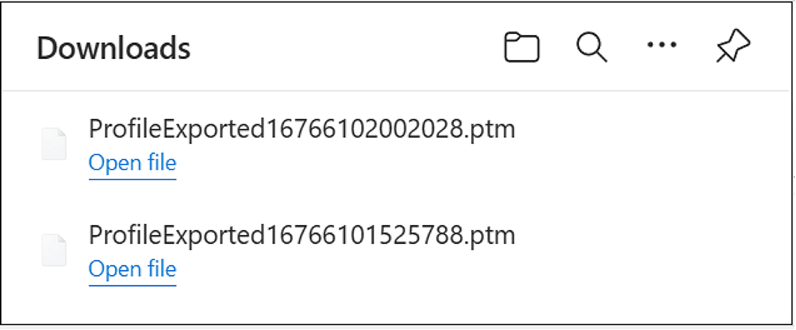 Downloads
ProfileExported16766102002028.ptm
Open file
ProfileExported16766101525788.ptm
Open file